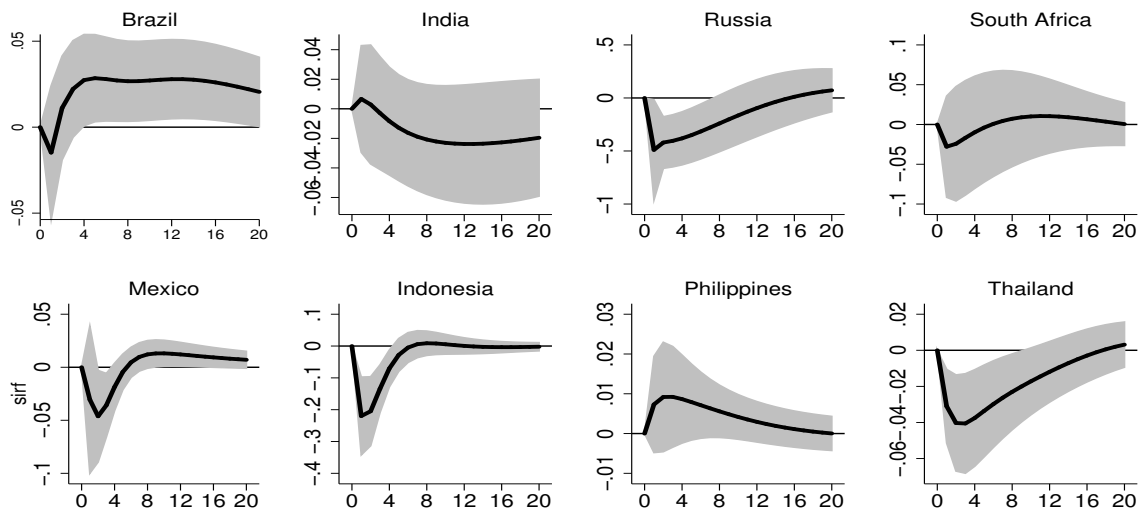 Brazil
.05
0
-.05
0 4 8 12 16 20
India
.04
.02
0
-.02
-.04
-.06
0 4 8 12 16 20
Russia
.5
0
-.5
-1
0 4 8 12 16 20
South Africa
.1
.05
0
-.05
-.1
0 4 8 12 16 20
Mexico
sirf
.05
0
-.05
-.1
0 4 8 12 16 20
Indonesia
.1
0
-.1
-.2
-.3
-.4
0 4 8 12 16 20
Philippines
.03
.02
.01
0
-.01
0 4 8 12 16 20
Thailand
.02
0
-.02
-.04
-.06
0 4 8 12 16 20